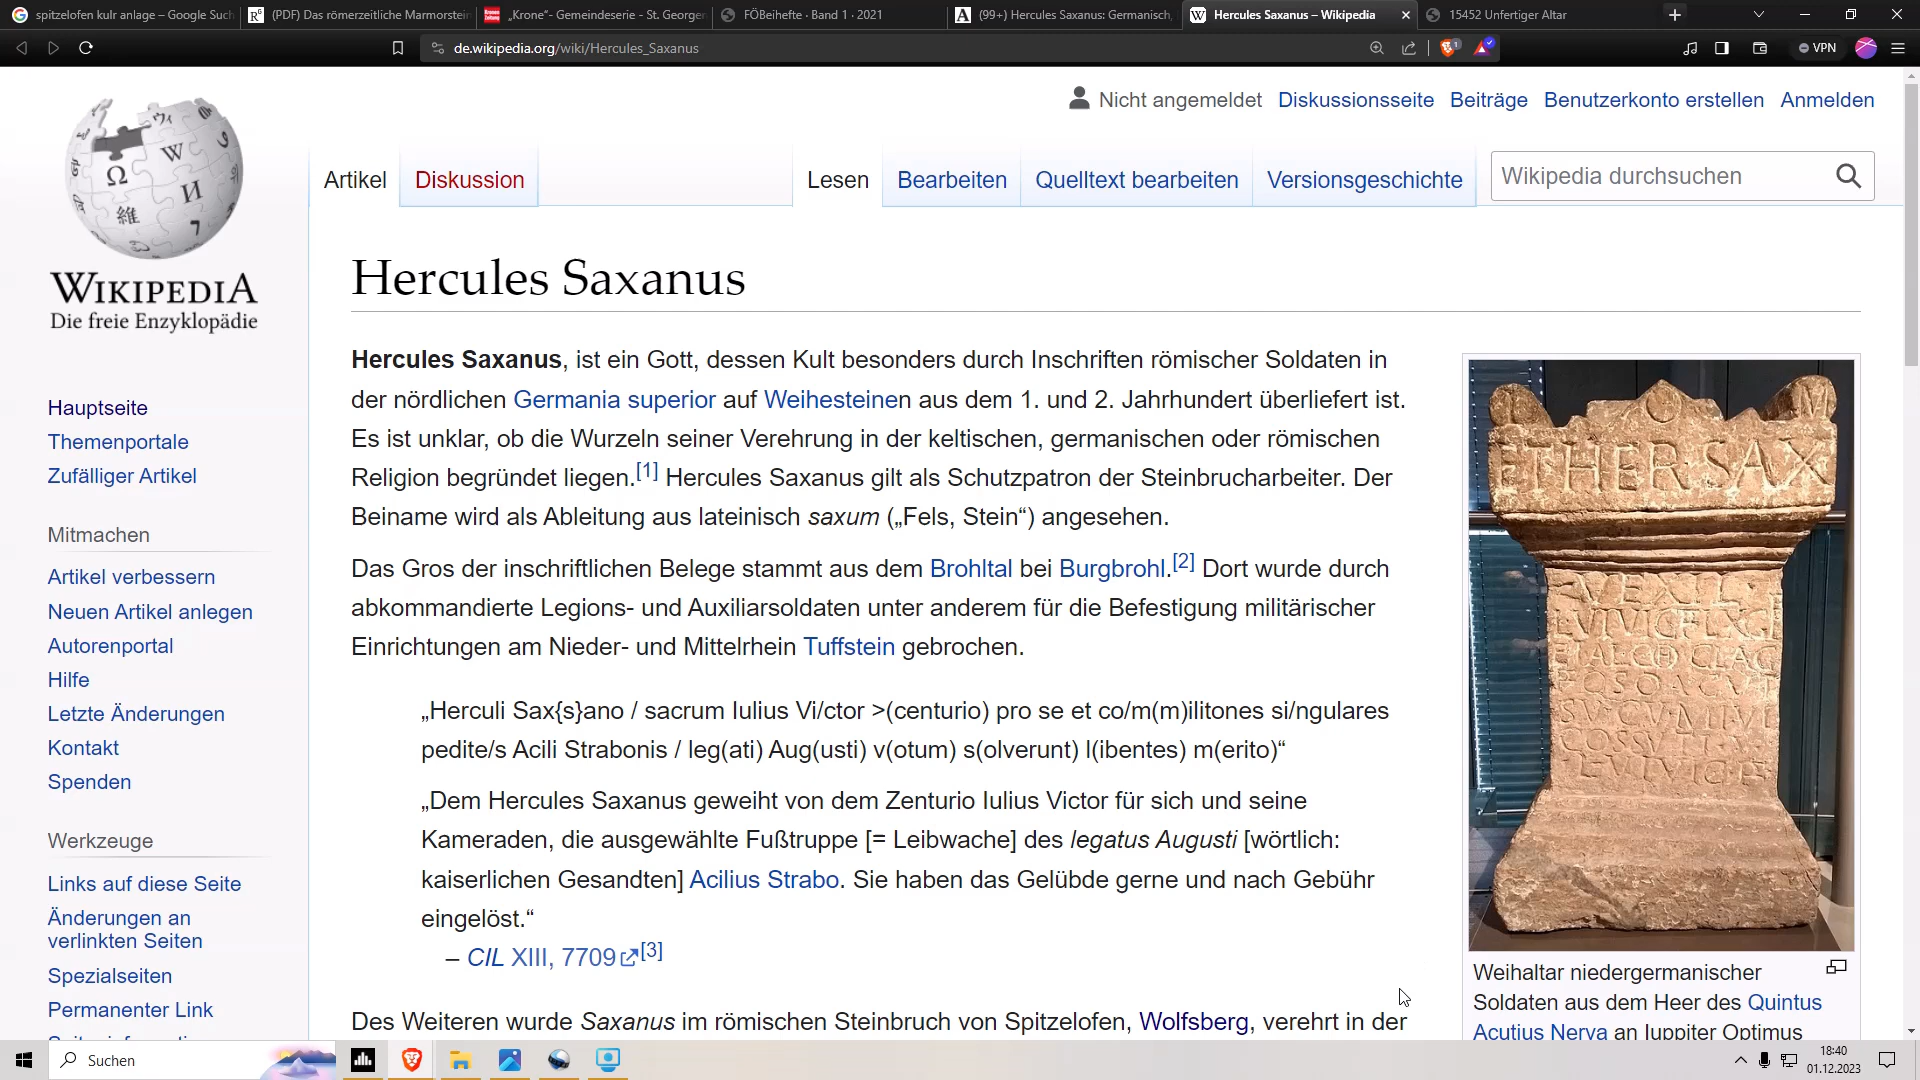 spitzelofen kulr anlage – Google Such
(PDF) Das römerzeitliche Marmorstein
„Krone“- Gemeindeserie - St. Georgen
FÖBeihefte · Band 1 · 2021
(99+) Hercules Saxanus: Germanisch,
Hercules Saxanus – Wikipedia
15452 Unfertiger Altar
de.wikipedia.org/wiki/Hercules_Saxanus
VPN
Nicht angemeldet Diskussionsseite Beiträge Benutzerkonto erstellen Anmelden
Artikel Diskussion Lesen Bearbeiten Quelltext bearbeiten Versionsgeschichte Wikipedia durchsuchen
WIKIPEDIA
Die freie Enzyklopädie
Hauptseite
Themenportale
Zufälliger Artikel
Mitmachen
Artikel verbessern
Neuen Artikel anlegen
Autorenportal
Hilfe
Letzte Änderungen
Kontakt
Spenden
Werkzeuge
Links auf diese Seite
Änderungen an
verlinkten Seiten
Spezialseiten
Permanenter Link
Hercules Saxanus
Hercules Saxanus, ist ein Gott, dessen Kult besonders durch Inschriften römischer Soldaten in
der nördlichen Germania superior auf Weihesteinen aus dem 1. und 2. Jahrhundert überliefert ist.
Es ist unklar, ob die Wurzeln seiner Verehrung in der keltischen, germanischen oder römischen
Religion begründet liegen.[1] Hercules Saxanus gilt als Schutzpatron der Steinbrucharbeiter. Der
Beiname wird als Ableitung aus lateinisch saxum („Fels, Stein“) angesehen.
Das Gros der inschriftlichen Belege stammt aus dem Brohltal bei Burgbrohl.[2] Dort wurde durch
abkommandierte Legions- und Auxiliarsoldaten unter anderem für die Befestigung militärischer
Einrichtungen am Nieder- und Mittelrhein Tuffstein gebrochen.
„Herculi Sax{s}ano / sacrum Iulius Vi/ctor >(centurio) pro se et co/m(m)ilitones si/ngulares
pedite/s Acili Strabonis / leg(ati) Aug(usti) v(otum) s(olverunt) l(ibentes) m(erito)“
„Dem Hercules Saxanus geweiht von dem Zenturio Iulius Victor für sich und seine
Kameraden, die ausgewählte Fußtruppe [= Leibwache] des legatus Augusti [wörtlich:
kaiserlichen Gesandten] Acilius Strabo. Sie haben das Gelübde gerne und nach Gebühr
eingelöst.“
– CIL XIII, 7709[3]
Des Weiteren wurde Saxanus im römischen Steinbruch von Spitzelofen, Wolfsberg, verehrt in der
I O M
ETHERSAX
Weihaltar niedergermanischer
Soldaten aus dem Heer des Quintus
Acutius Nerva an Iuppiter Optimus
Suchen
18:40
01.12.2023